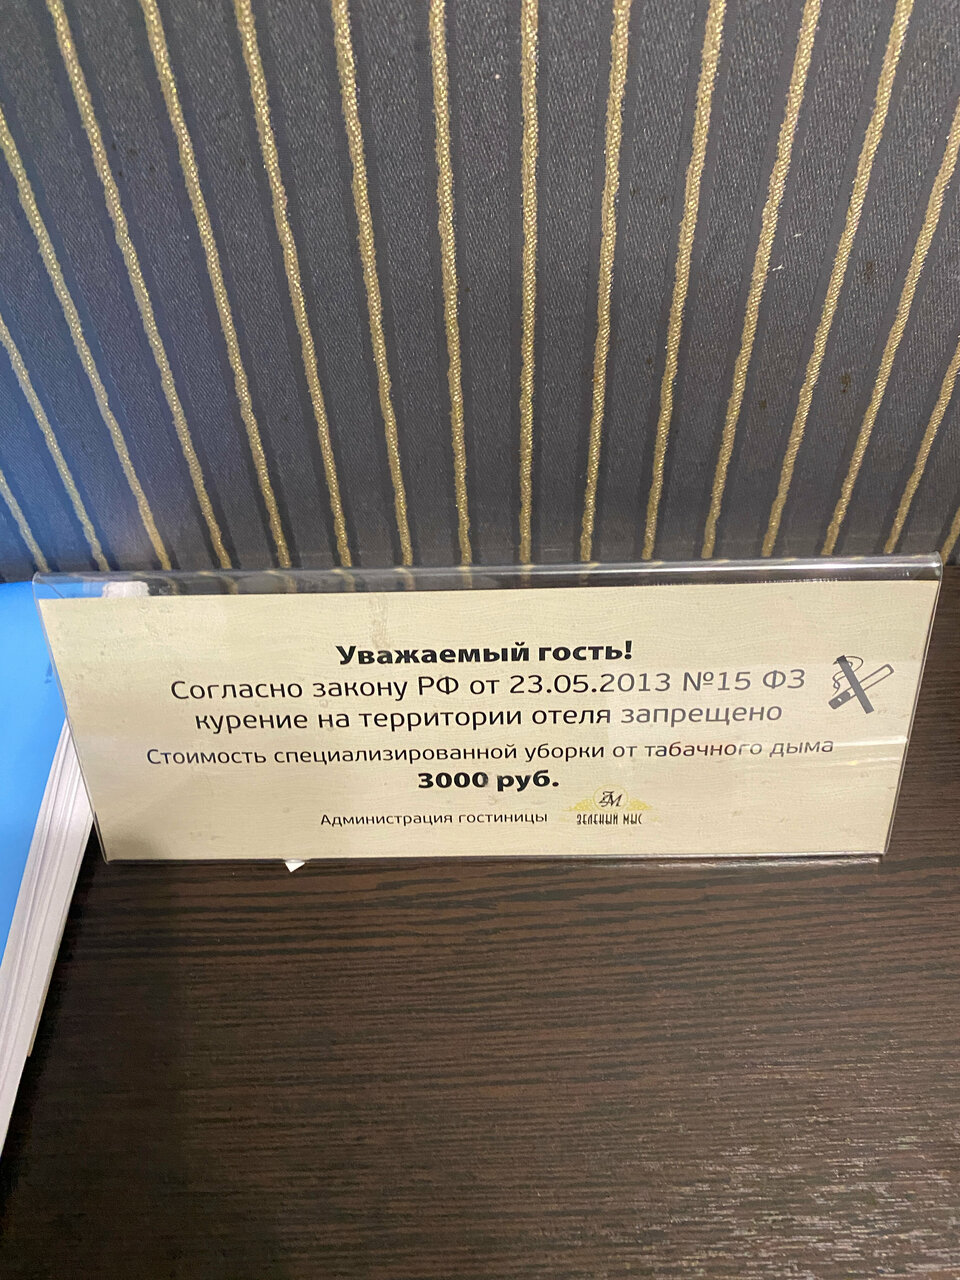 Уважаемый гость!
Согласно закону РФ от 23.05.2013 №15 ФЗ
курение на территории отеля запрещено
Стоимость специализированной уборки от табачного дыма
3000 руб.
Администрация гостиницы
ЗМ
ЗЕЛЕНЫЙ МЫС